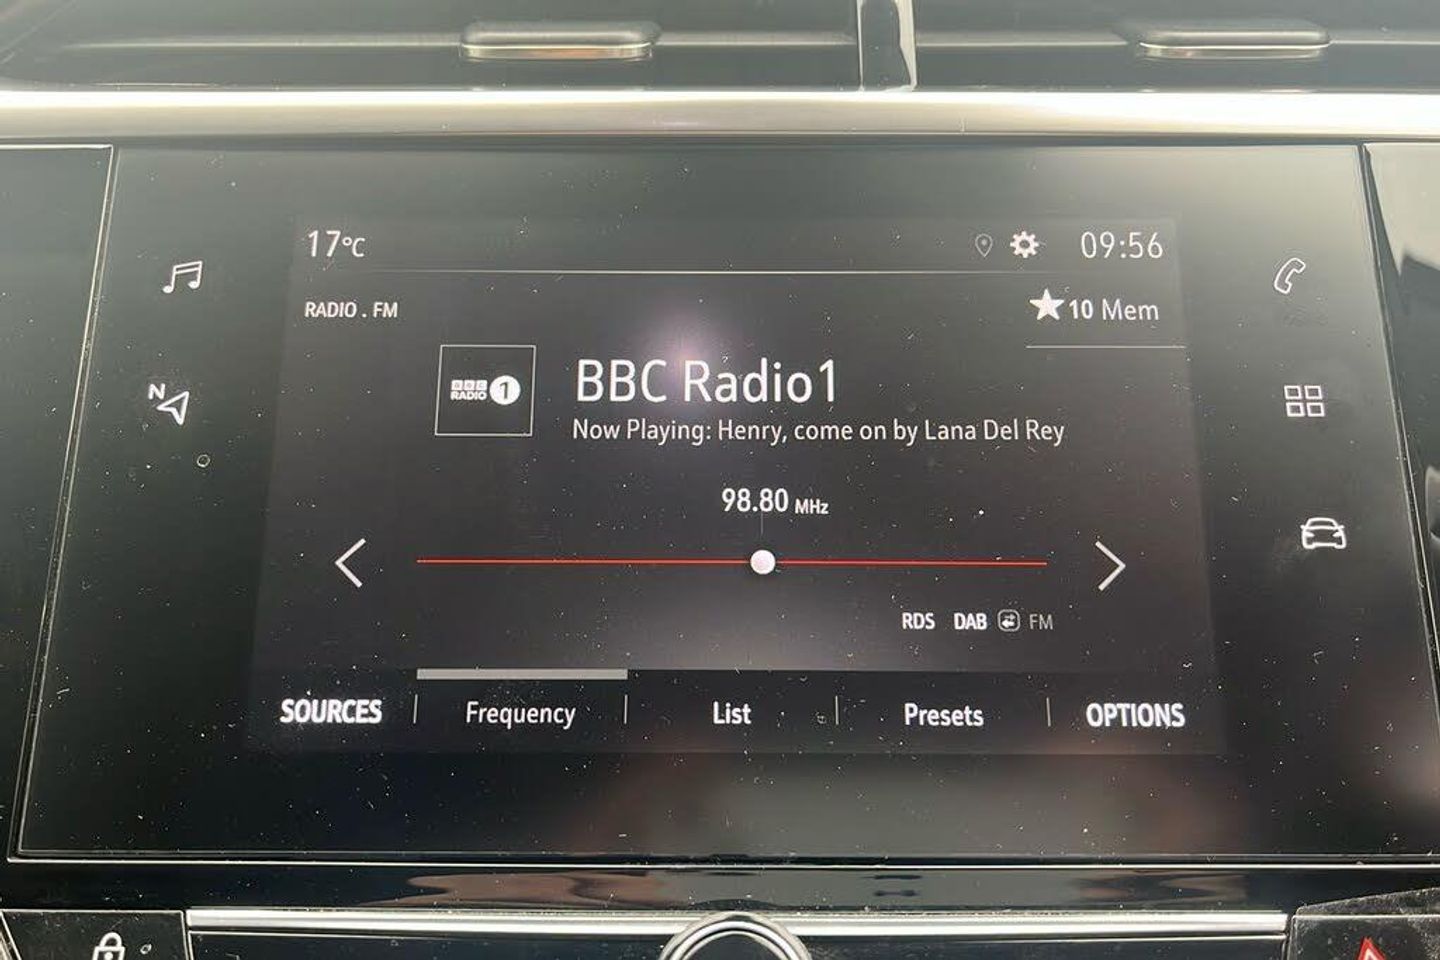 17°C 09:56
RADIO . FM ★10 Mem
BBC RADIO 1
BBC Radio1
Now Playing: Henry, come on by Lana Del Rey
N
98.80 MHz
RDS DAB FM
SOURCES Frequency List Presets OPTIONS